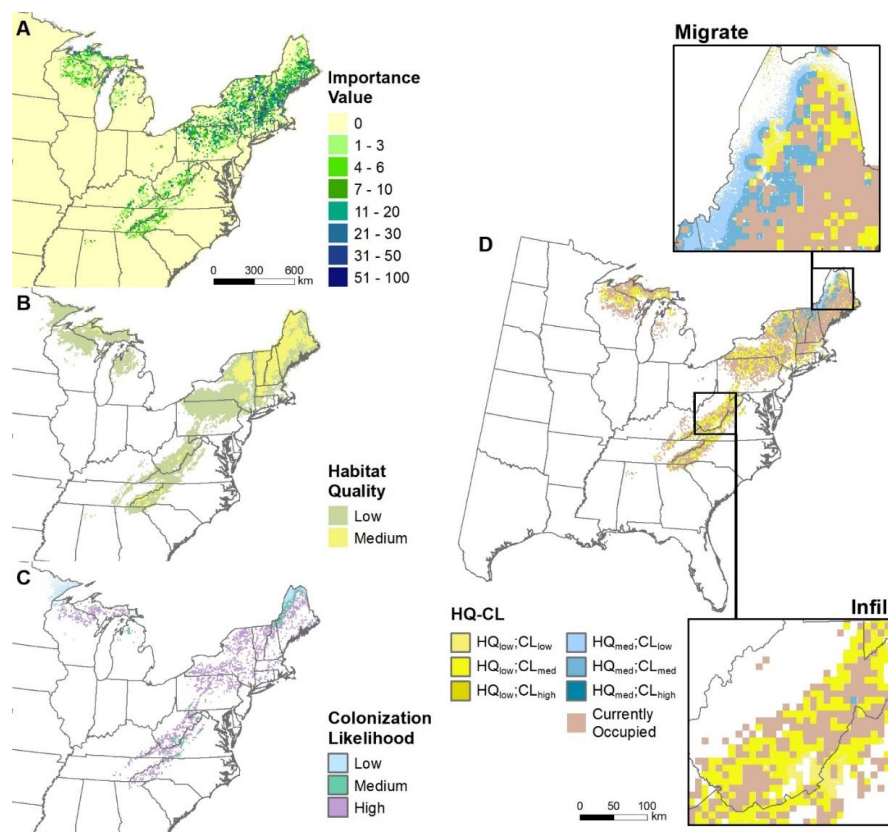 A
Importance
Value
0
1 - 3
4 - 6
7 - 10
11 - 20
21 - 30
31 - 50
51 - 100
0 300 600
km
B
Habitat
Quality
Low
Medium
C
Colonization
Likelihood
Low
Medium
High
Migrate
D
HQ-CL
HQlow;CLlow
HQlow;CLmed
HQlow;CLhigh
HQmed;CLlow
HQmed;CLmed
HQmed;CLhigh
Currently
Occupied
Infil
0 50 100
km